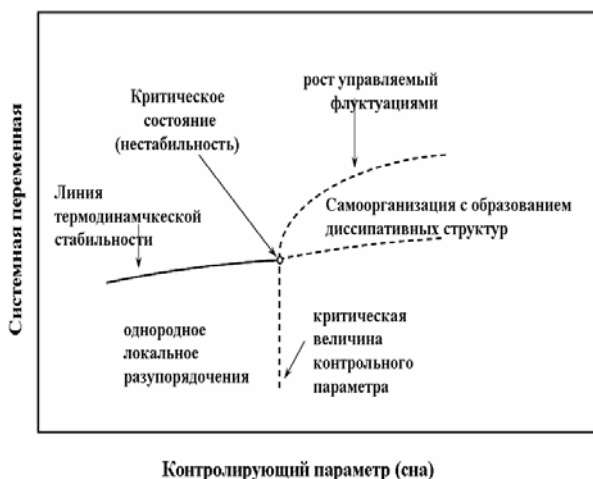 Системная переменная
рост управляемый
флуктуациями
Критическое
состояние
(нестабильность)
Линия
термодинамчкеской
стабильности
Самоорганизация с образованием
диссипативных структур
однородное
локальное
разупорядочения
критическая
величина
контрольного
параметра
Контролирующий параметр (сна)